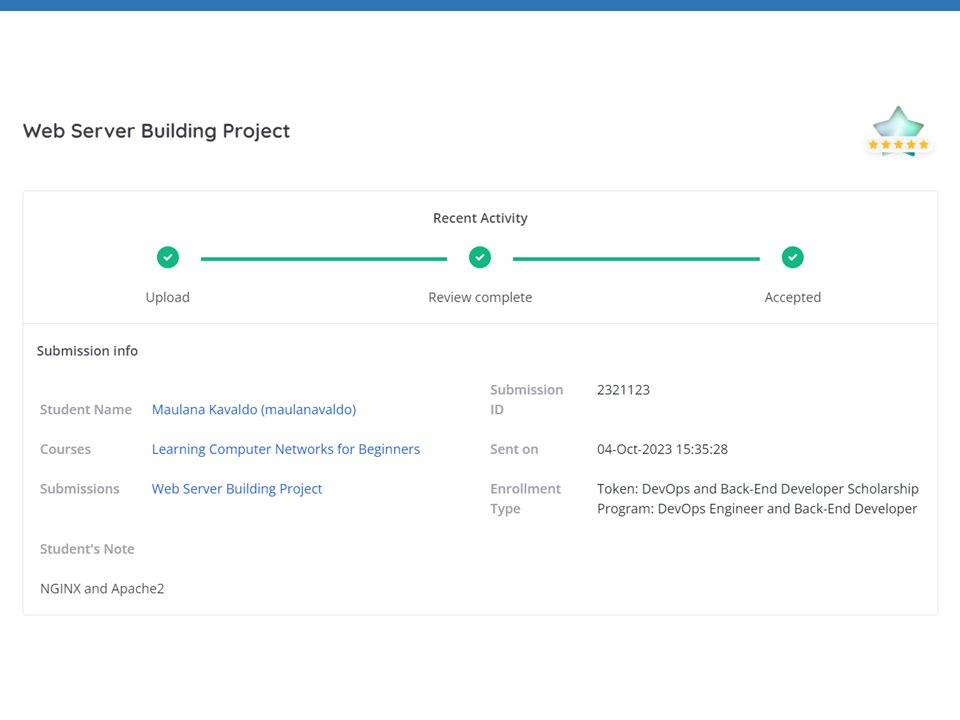 Web Server Building Project
Recent Activity
Upload
Review complete
Accepted
Submission info
Student Name
Maulana Kavaldo (maulanavaldo)
Submission
ID
2321123
Courses
Learning Computer Networks for Beginners
Sent on
04-Oct-2023 15:35:28
Submissions
Web Server Building Project
Enrollment
Type
Token: DevOps and Back-End Developer Scholarship
Program: DevOps Engineer and Back-End Developer
Student's Note
NGINX and Apache2